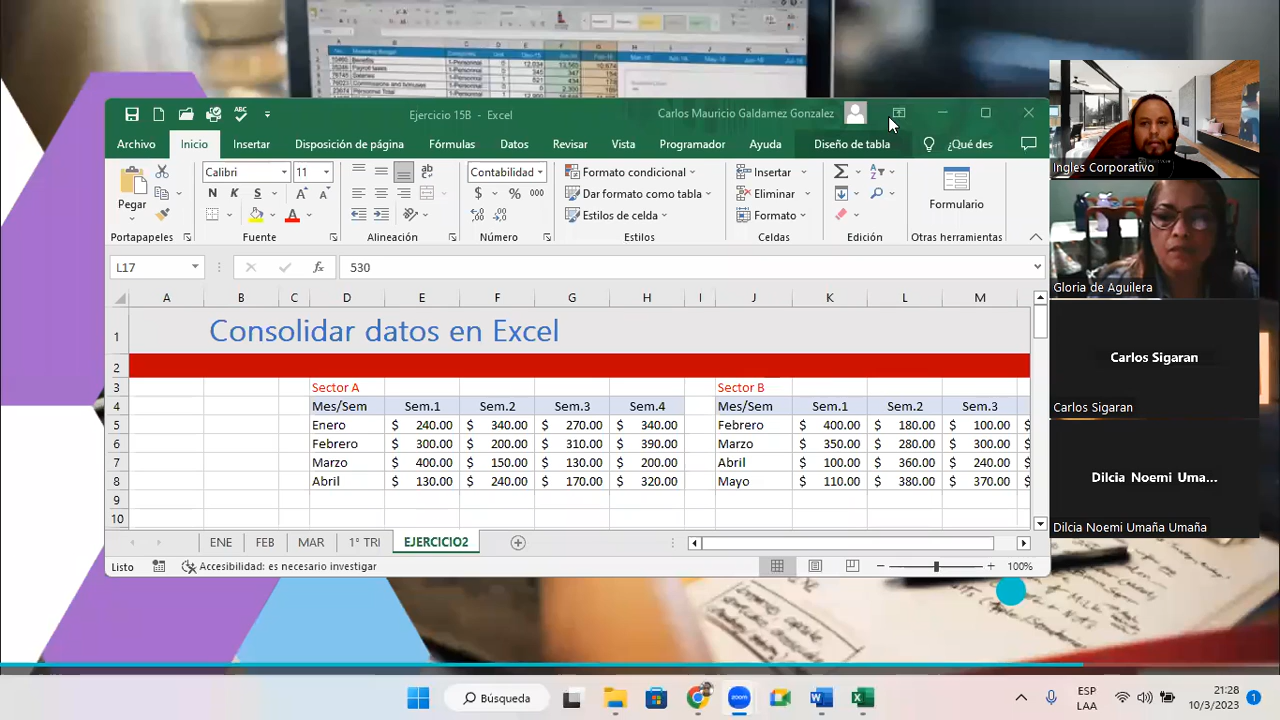 Ejercicio 15B - Excel
Carlos Mauricio Galdamez Gonzalez
Archivo Inicio Insertar Disposición de página Fórmulas Datos Revisar Vista Programador Ayuda Diseño de tabla ¿Qué des
Pegar
Calibri 11
N K S
Contabilidad
$ % 000
Formato condicional
Dar formato como tabla
Estilos de celda
Insertar
Eliminar
Formato
Formulario
Portapapeles Fuente Alineación Número Estilos Celdas Edición Otras herramientas
L17 fx 530
A B C D E F G H I J K L M
1 Consolidar datos en Excel
2
3 Sector A Sector B
4 Mes/Sem Sem.1 Sem.2 Sem.3 Sem.4 Mes/Sem Sem.1 Sem.2 Sem.3
5 Enero $ 240.00 $ 340.00 $ 270.00 $ 340.00 Febrero $ 400.00 $ 180.00 $ 100.00 $
6 Febrero $ 300.00 $ 200.00 $ 310.00 $ 390.00 Marzo $ 350.00 $ 280.00 $ 300.00 $
7 Marzo $ 400.00 $ 150.00 $ 130.00 $ 200.00 Abril $ 100.00 $ 360.00 $ 240.00 $
8 Abril $ 130.00 $ 240.00 $ 170.00 $ 320.00 Mayo $ 110.00 $ 380.00 $ 370.00 $
9
10
ENE FEB MAR 1° TRI EJERCICIO2
Listo Accesibilidad: es necesario investigar 100%
Ingles Corporativo
Gloria de Aguilera
Carlos Sigaran
Carlos Sigaran
Dilcia Noemi Uma...
Dilcia Noemi Umaña Umaña
Búsqueda
ESP
LAA
21:28
10/3/2023
1